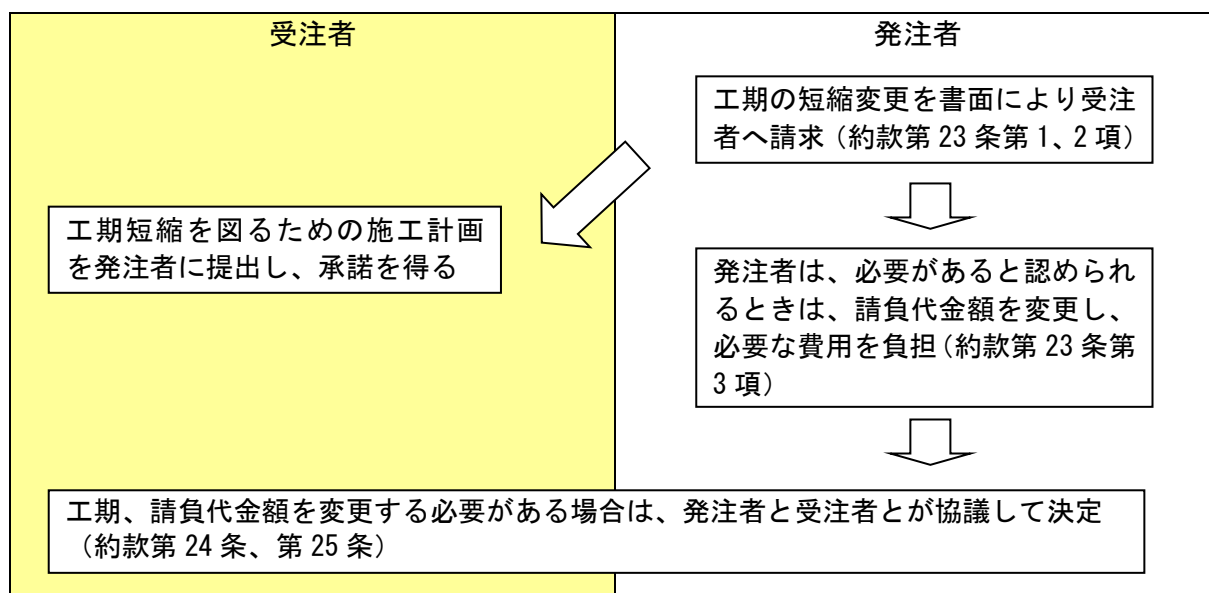 受注者
発注者
工期の短縮変更を書面により受注
者へ請求（約款第 23 条第 1、2 項）
工期短縮を図るための施工計画
を発注者に提出し、承諾を得る
発注者は、必要があると認められ
るときは、請負代金額を変更し、
必要な費用を負担（約款第 23 条第
3 項）
工期、請負代金額を変更する必要がある場合は、発注者と受注者とが協議して決定
（約款第 24 条、第 25 条）